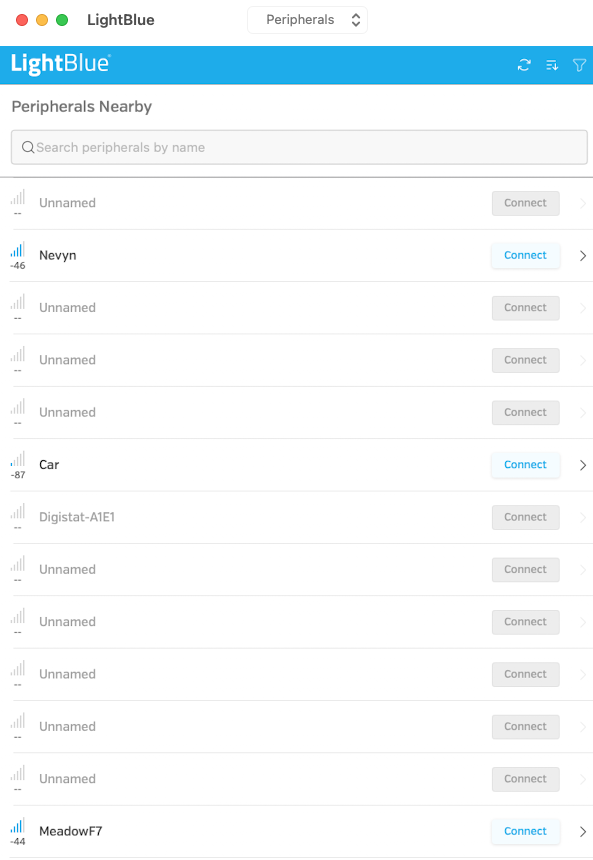 LightBlue
Peripherals
LightBlue®
Peripherals Nearby
Search peripherals by name
Unnamed Connect
--
Nevyn Connect
-46
Unnamed Connect
--
Unnamed Connect
--
Unnamed Connect
--
Car Connect
-87
Digistat-A1E1 Connect
--
Unnamed Connect
--
Unnamed Connect
--
Unnamed Connect
--
Unnamed Connect
--
Unnamed Connect
--
MeadowF7 Connect
-44